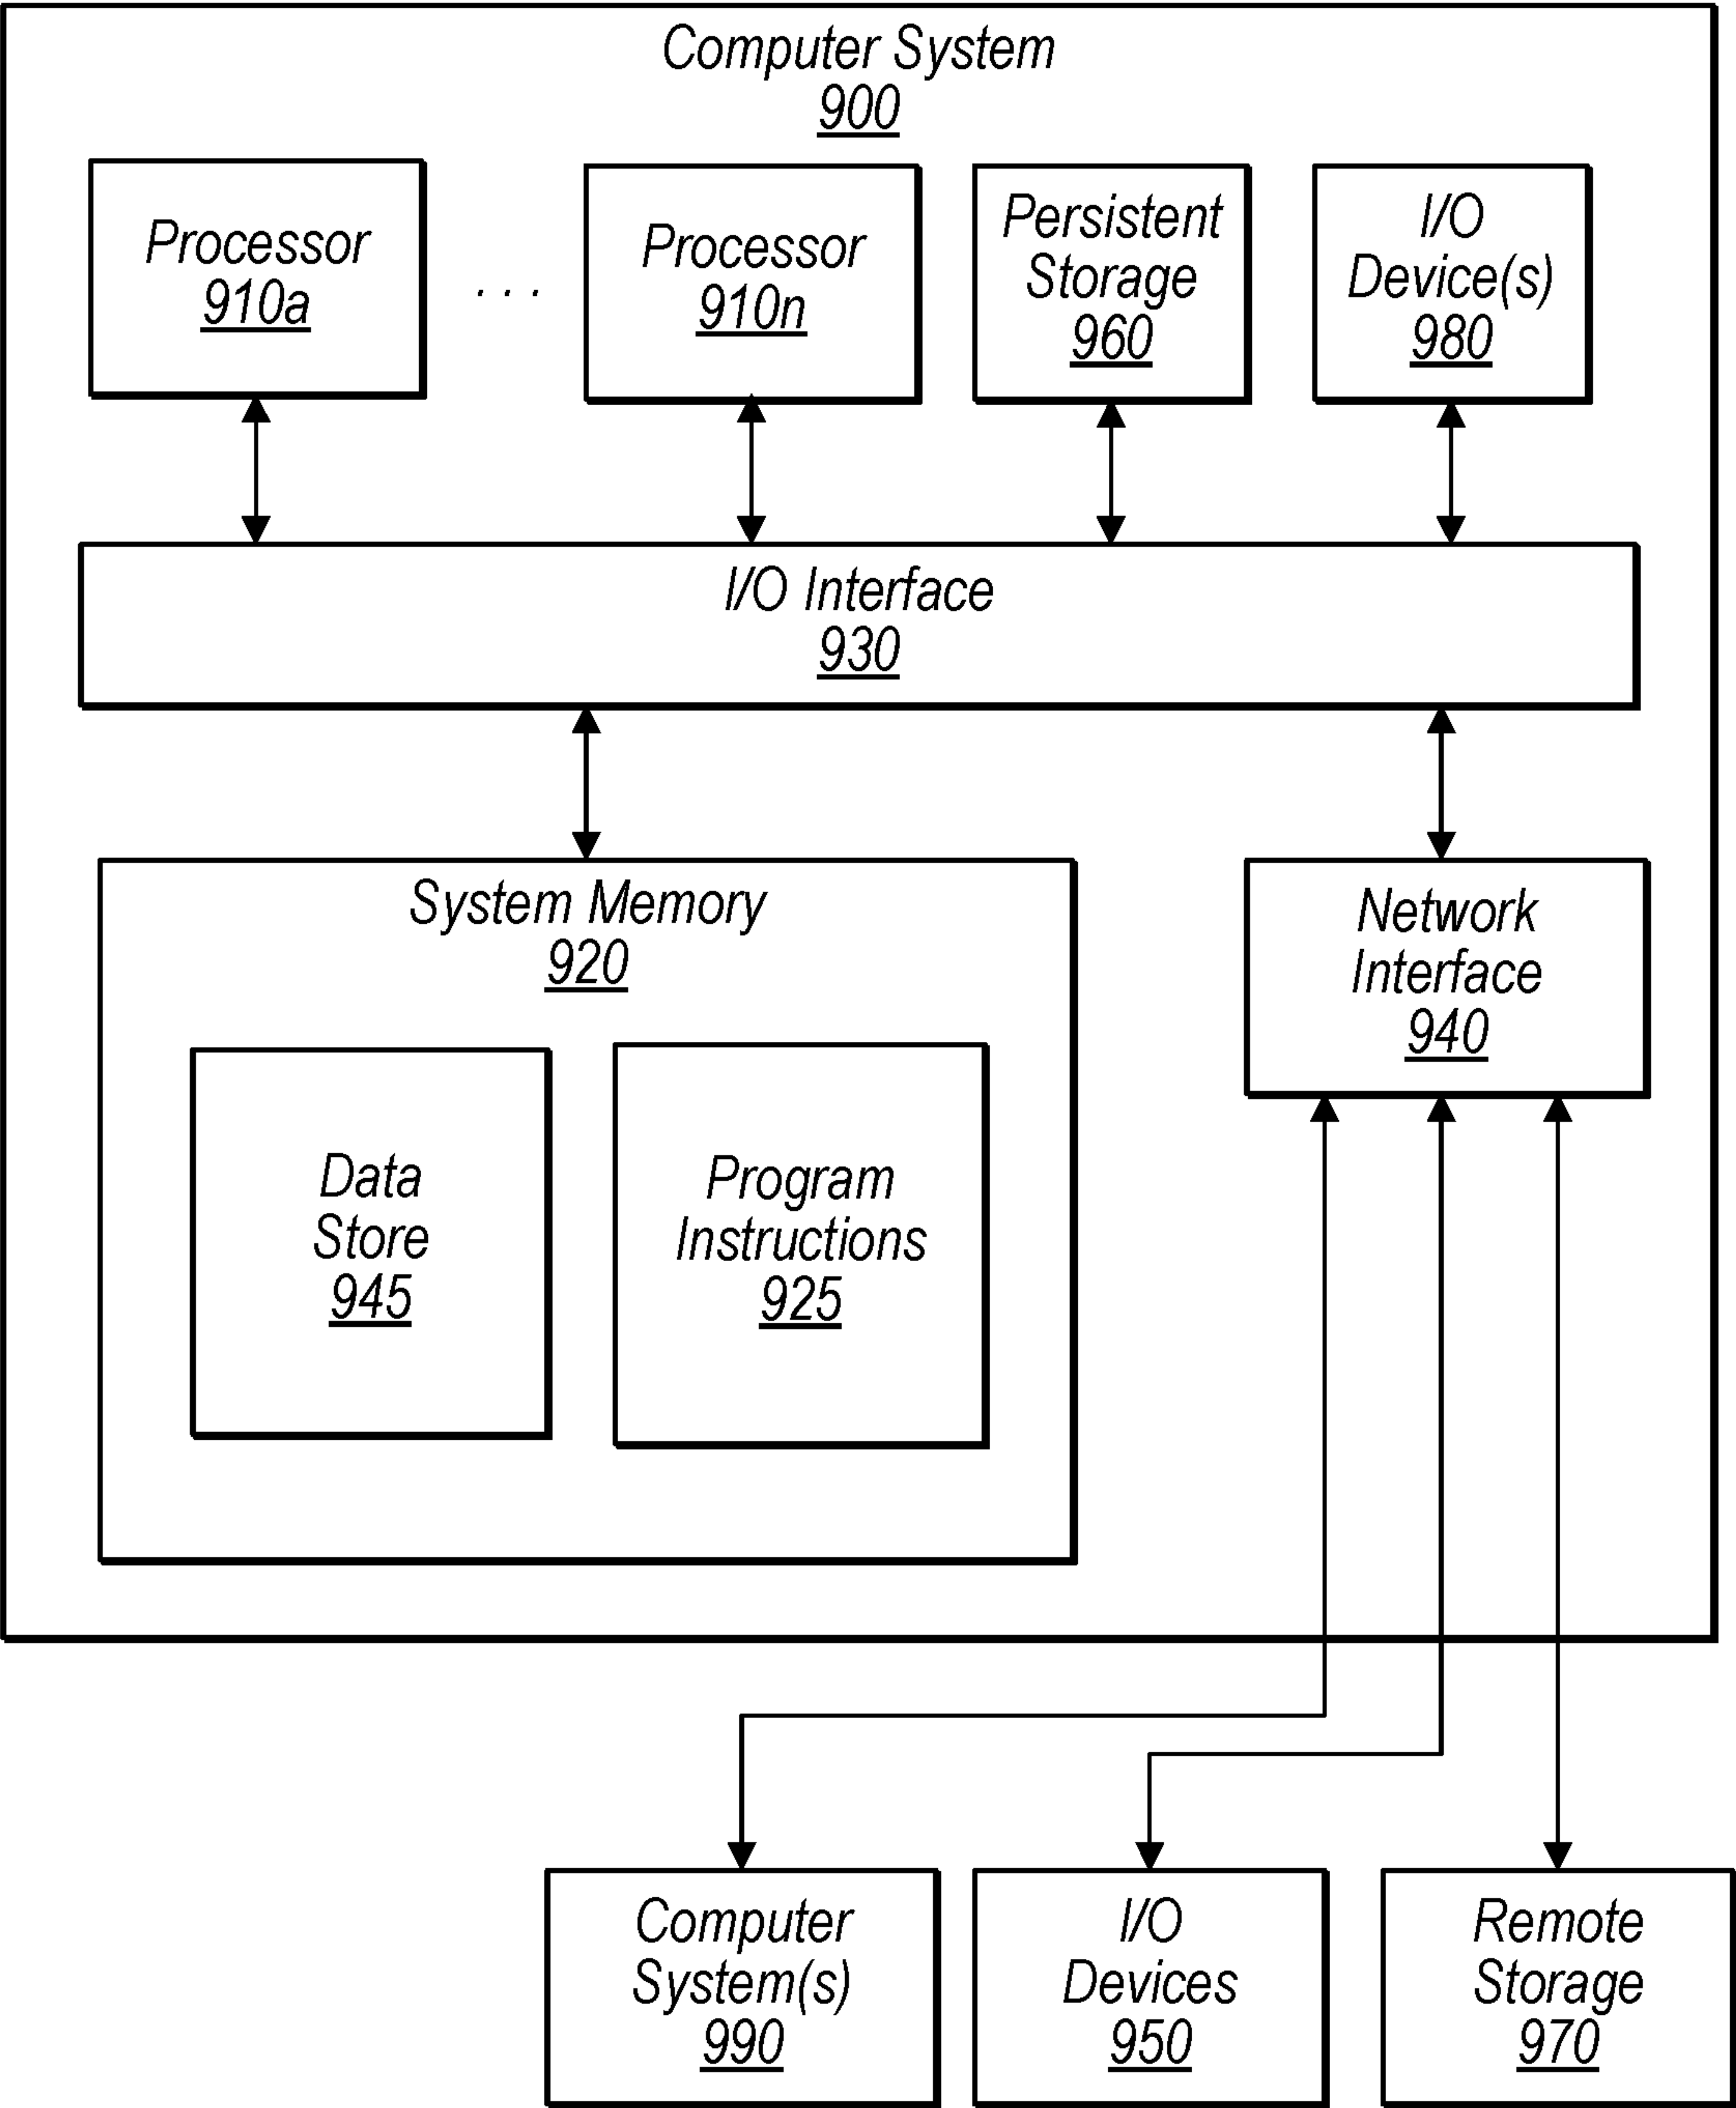 Computer System
900
Processor
910a
. . .
Processor
910n
Persistent
Storage
960
I/O
Device(s)
980
I/O Interface
930
System Memory
920
Network
Interface
940
Data
Store
945
Program
Instructions
925
Computer
System(s)
990
I/O
Devices
950
Remote
Storage
970